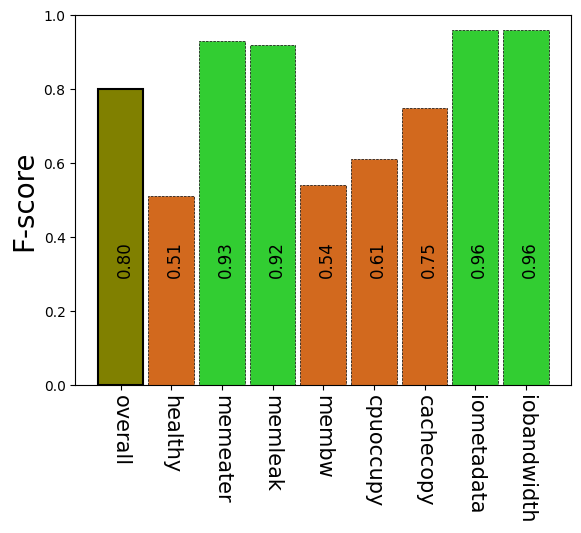 F-score
1.0
0.8
0.6
0.4
0.2
0.0
0.80
0.51
0.93
0.92
0.54
0.61
0.75
0.96
0.96
overall
healthy
memeater
memleak
membw
cpuoccupy
cachecopy
iometadata
iobandwidth